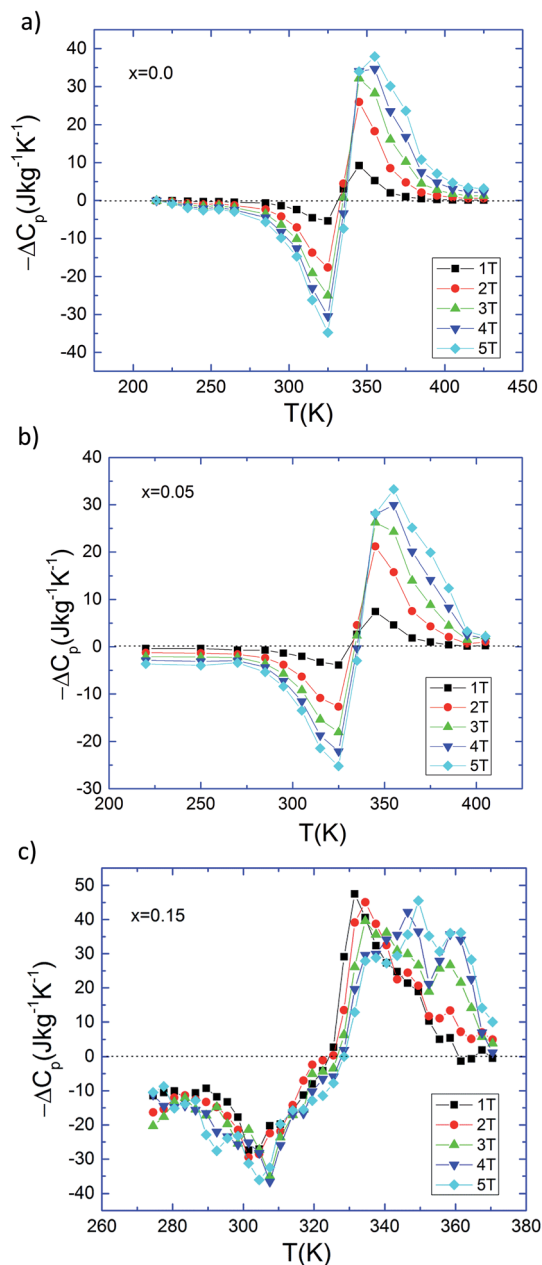 a)
40
30
20
10
0
-10
-20
-30
-40
−ΔCp(Jkg⁻¹K⁻¹)
x=0.0
1T
2T
3T
4T
5T
200 250 300 350 400 450
T(K)
b)
40
30
20
10
0
-10
-20
-30
−ΔCp(Jkg⁻¹K⁻¹)
x=0.05
1T
2T
3T
4T
5T
200 250 300 350 400
T(K)
c)
50
40
30
20
10
0
-10
-20
-30
-40
−ΔCp(Jkg⁻¹K⁻¹)
x=0.15
1T
2T
3T
4T
5T
260 280 300 320 340 360 380
T(K)